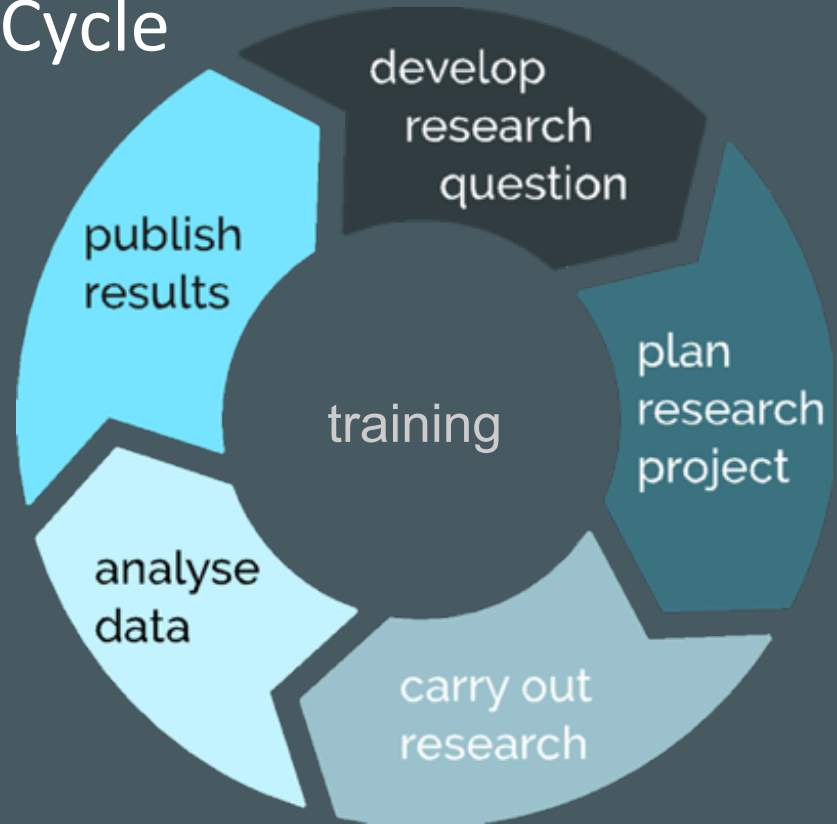 Cycle
develop
research
question
plan
research
project
carry out
research
analyse
data
publish
results
training